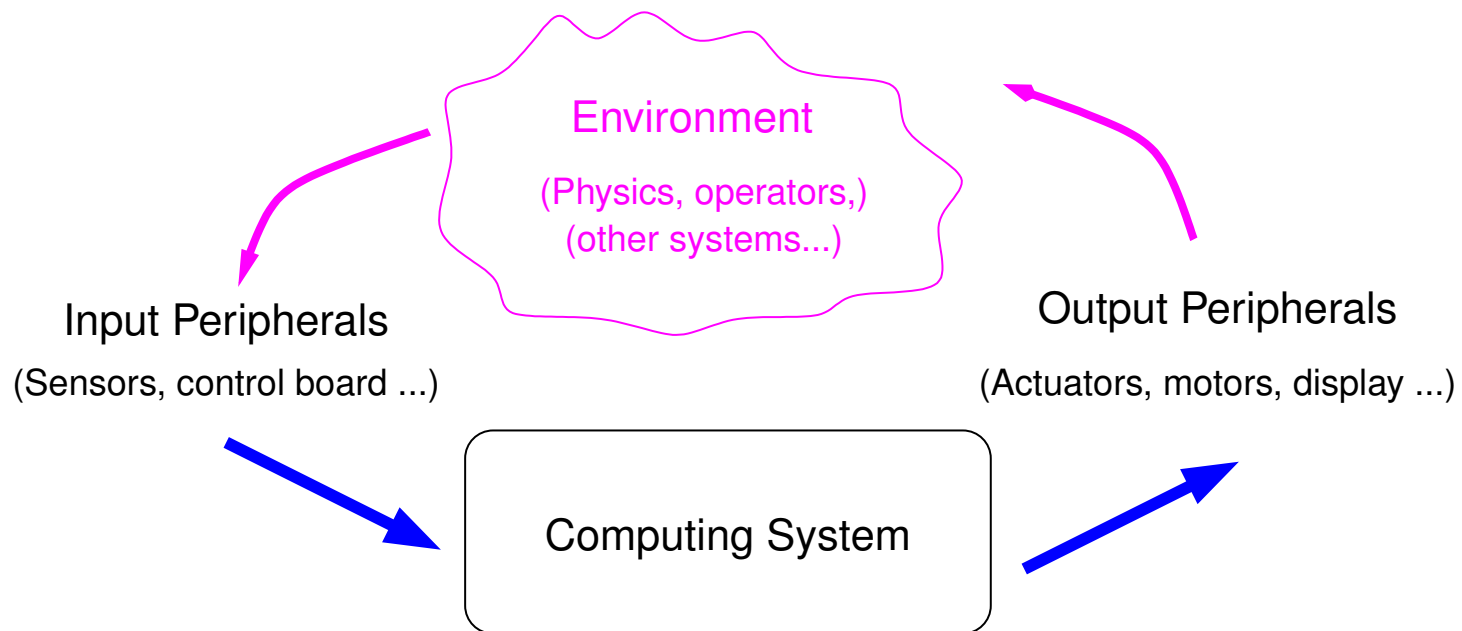 Environment
(Physics, operators,)
(other systems...)
Input Peripherals
(Sensors, control board ...)
Output Peripherals
(Actuators, motors, display ...)
Computing System